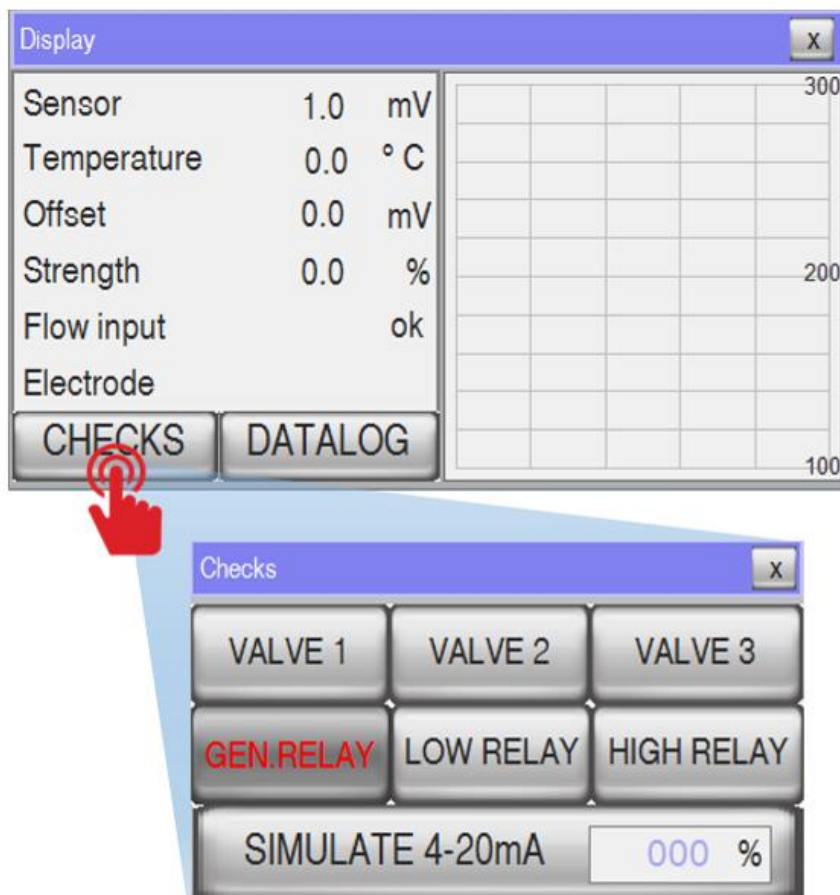 Display x
Sensor 1.0 mV
Temperature 0.0 ° C
Offset 0.0 mV
Strength 0.0 %
Flow input ok
Electrode
CHECKS DATALOG
300
200
100
Checks x
VALVE 1 VALVE 2 VALVE 3
GEN.RELAY LOW RELAY HIGH RELAY
SIMULATE 4-20mA 000 %